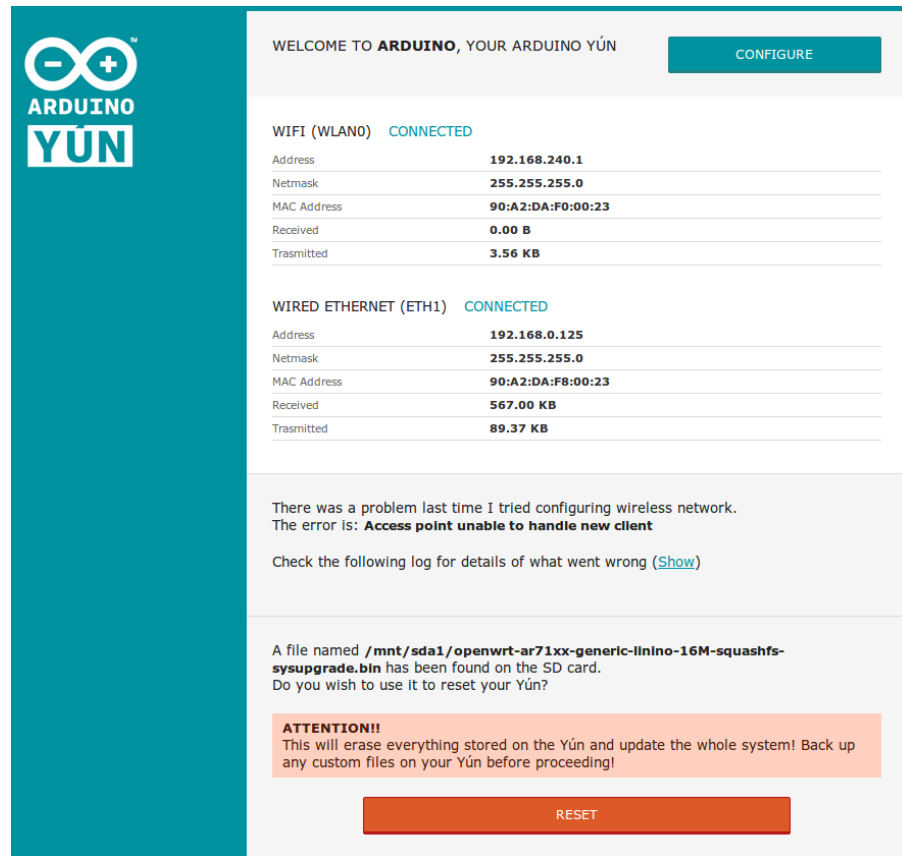 ARDUINO
YÚN
WELCOME TO ARDUINO, YOUR ARDUINO YÚN
CONFIGURE
WIFI (WLAN0) CONNECTED
Address 192.168.240.1
Netmask 255.255.255.0
MAC Address 90:A2:DA:F0:00:23
Received 0.00 B
Trasmitted 3.56 KB
WIRED ETHERNET (ETH1) CONNECTED
Address 192.168.0.125
Netmask 255.255.255.0
MAC Address 90:A2:DA:F8:00:23
Received 567.00 KB
Trasmitted 89.37 KB
There was a problem last time I tried configuring wireless network.
The error is: Access point unable to handle new client
Check the following log for details of what went wrong (Show)
A file named /mnt/sda1/openwrt-ar71xx-generic-linino-16M-squashfs-
sysupgrade.bin has been found on the SD card.
Do you wish to use it to reset your Yún?
ATTENTION!!
This will erase everything stored on the Yún and update the whole system! Back up
any custom files on your Yún before proceeding!
RESET